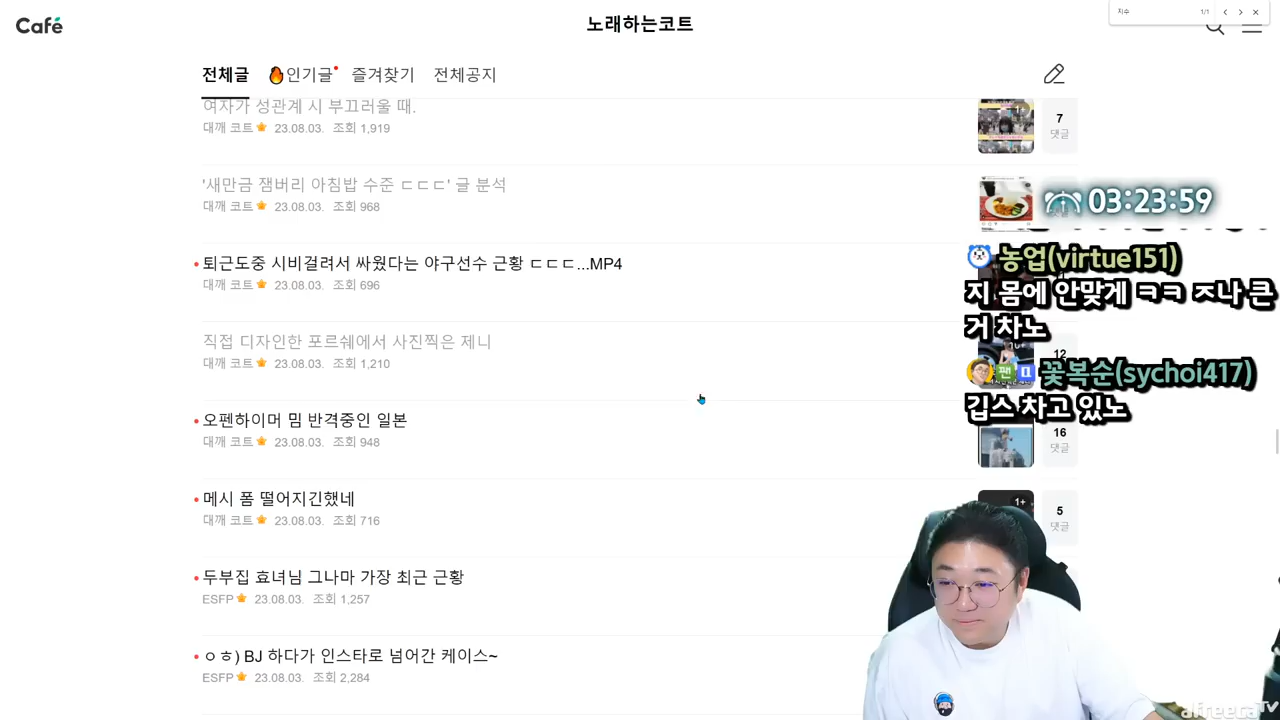 Café
노래하는코트
지수
1/1
전체글 인기글 즐겨찾기 전체공지
여자가 성관계 시 부끄러울 때.
대깨 코트 23.08.03. 조회 1,919
1+
7
댓글
'새만금 잼버리 아침밥 수준 ㄷㄷㄷ' 글 분석
대깨 코트 23.08.03. 조회 968
03:23:59
퇴근도중 시비걸려서 싸웠다는 야구선수 근황 ㄷㄷㄷ...MP4
대깨 코트 23.08.03. 조회 696
농업(virtue151)
지 몸에 안맞게 ㅋㅋ ㅈ나 큰
거 차노
직접 디자인한 포르쉐에서 사진찍은 제니
대깨 코트 23.08.03. 조회 1,210
12
팬
꽃복순(sychoi417)
깁스 차고 있노
오펜하이머 밈 반격중인 일본
대깨 코트 23.08.03. 조회 948
16
댓글
메시 폼 떨어지긴했네
대깨 코트 23.08.03. 조회 716
1+
5
댓글
두부집 효녀님 그나마 가장 최근 근황
ESFP 23.08.03. 조회 1,257
ㅇㅎ) BJ 하다가 인스타로 넘어간 케이스~
ESFP 23.08.03. 조회 2,284
afreecaTV